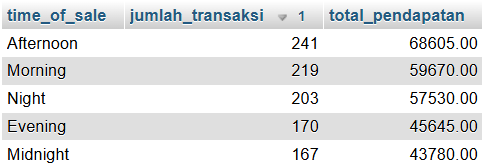 time_of_sale jumlah_transaksi 1 total_pendapatan
Afternoon 241 68605.00
Morning 219 59670.00
Night 203 57530.00
Evening 170 45645.00
Midnight 167 43780.00